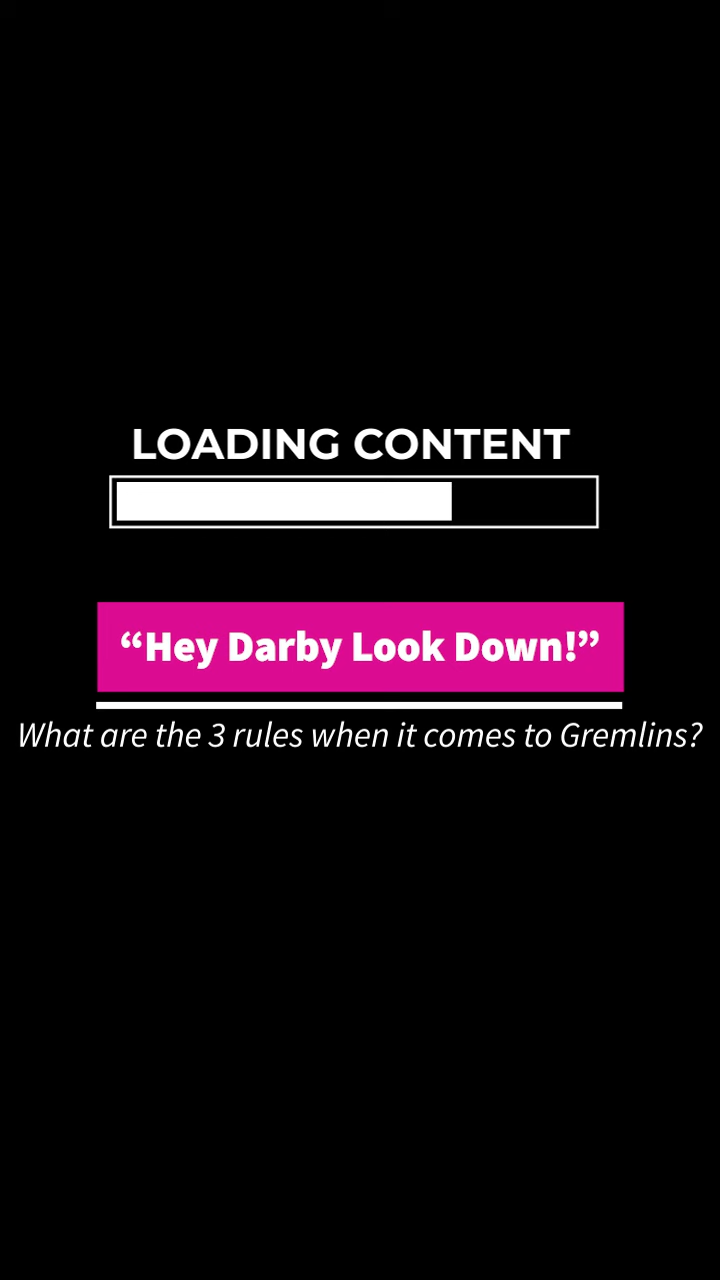 LOADING CONTENT
“Hey Darby Look Down!”
What are the 3 rules when it comes to Gremlins?